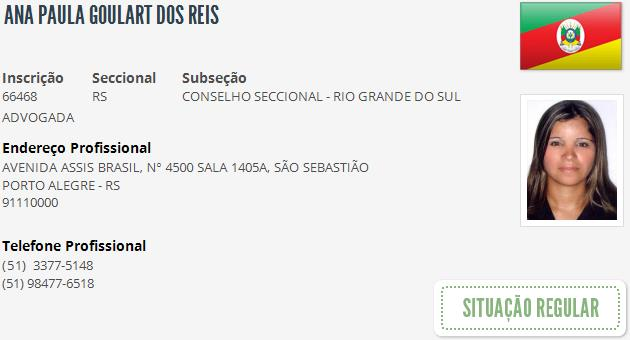 ANA PAULA GOULART DOS REIS
Inscrição Seccional Subseção
66468 RS CONSELHO SECCIONAL - RIO GRANDE DO SUL
ADVOGADA
Endereço Profissional
AVENIDA ASSIS BRASIL, Nº 4500 SALA 1405A, SÃO SEBASTIÃO
PORTO ALEGRE - RS
91110000
Telefone Profissional
(51) 3377-5148
(51) 98477-6518
SITUAÇÃO REGULAR